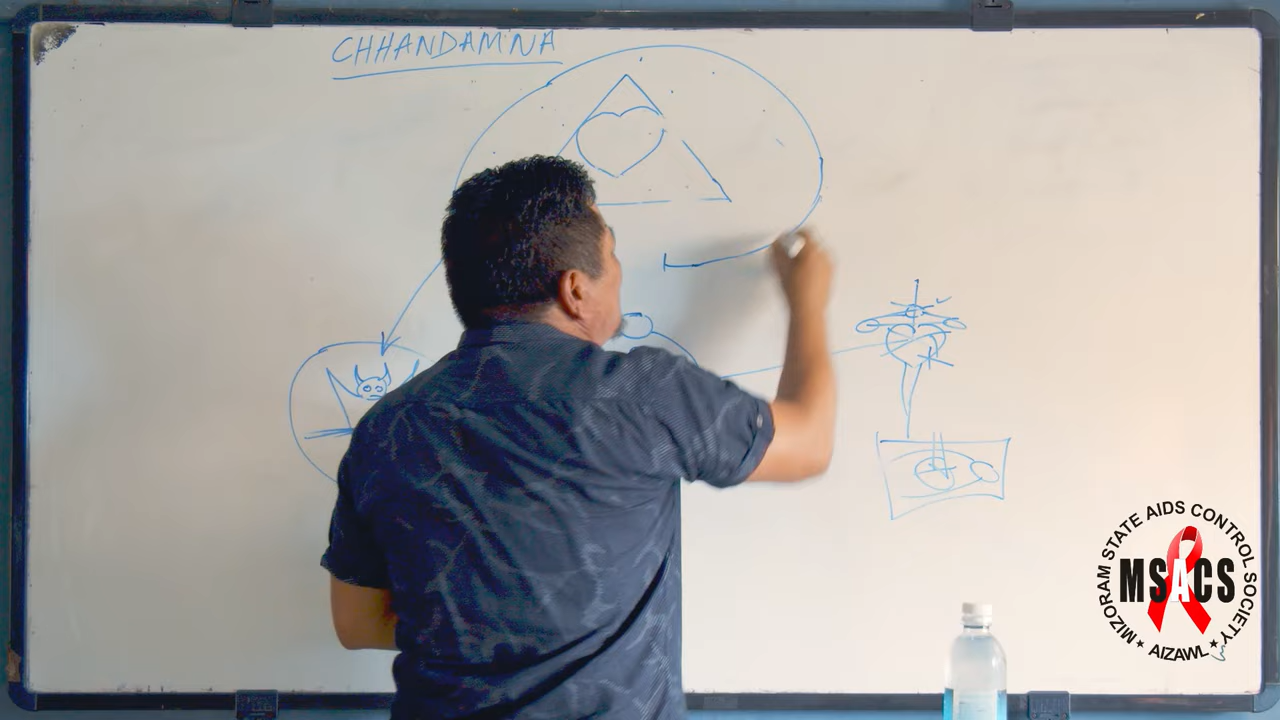 CHHANDAMNA
MIZORAM STATE AIDS CONTROL SOCIETY
MSACS
★ AIZAWL ★